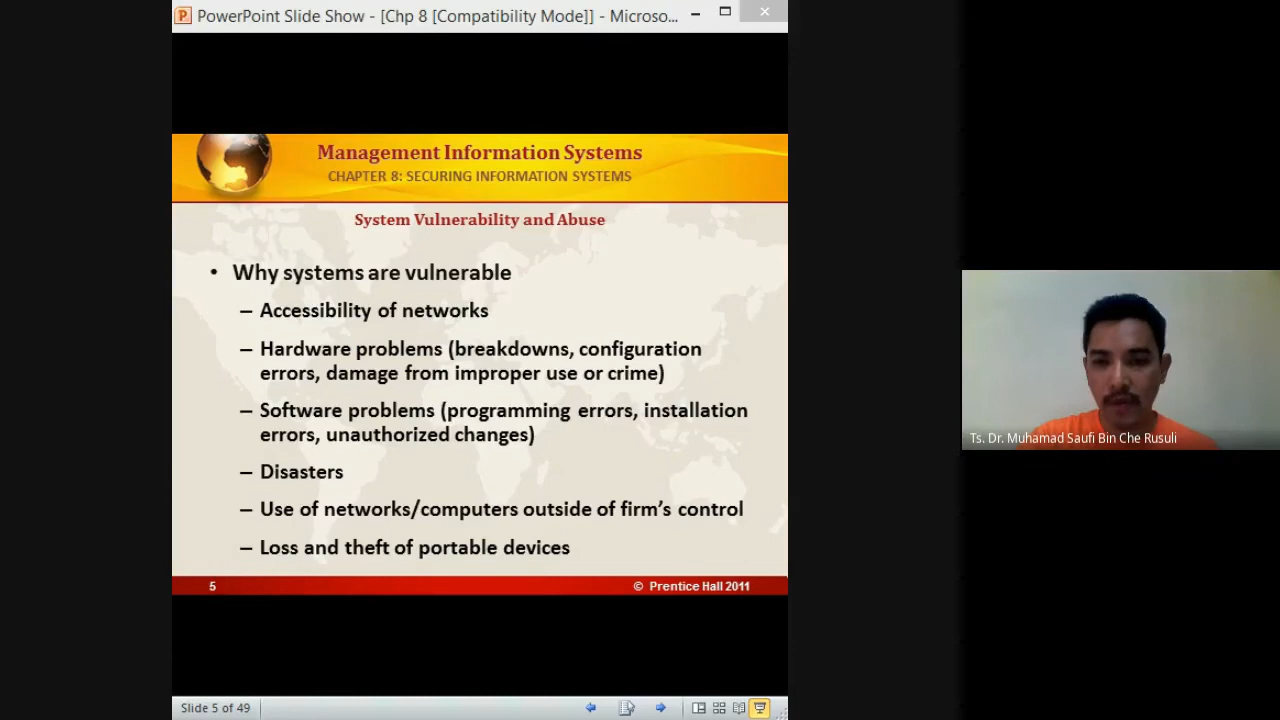 PowerPoint Slide Show - [Chp 8 [Compatibility Mode]] - Microso...
Management Information Systems
CHAPTER 8: SECURING INFORMATION SYSTEMS
System Vulnerability and Abuse
• Why systems are vulnerable
– Accessibility of networks
– Hardware problems (breakdowns, configuration
errors, damage from improper use or crime)
– Software problems (programming errors, installation
errors, unauthorized changes)
– Disasters
– Use of networks/computers outside of firm’s control
– Loss and theft of portable devices
5 © Prentice Hall 2011
Slide 5 of 49
Ts. Dr. Muhamad Saufi Bin Che Rusuli